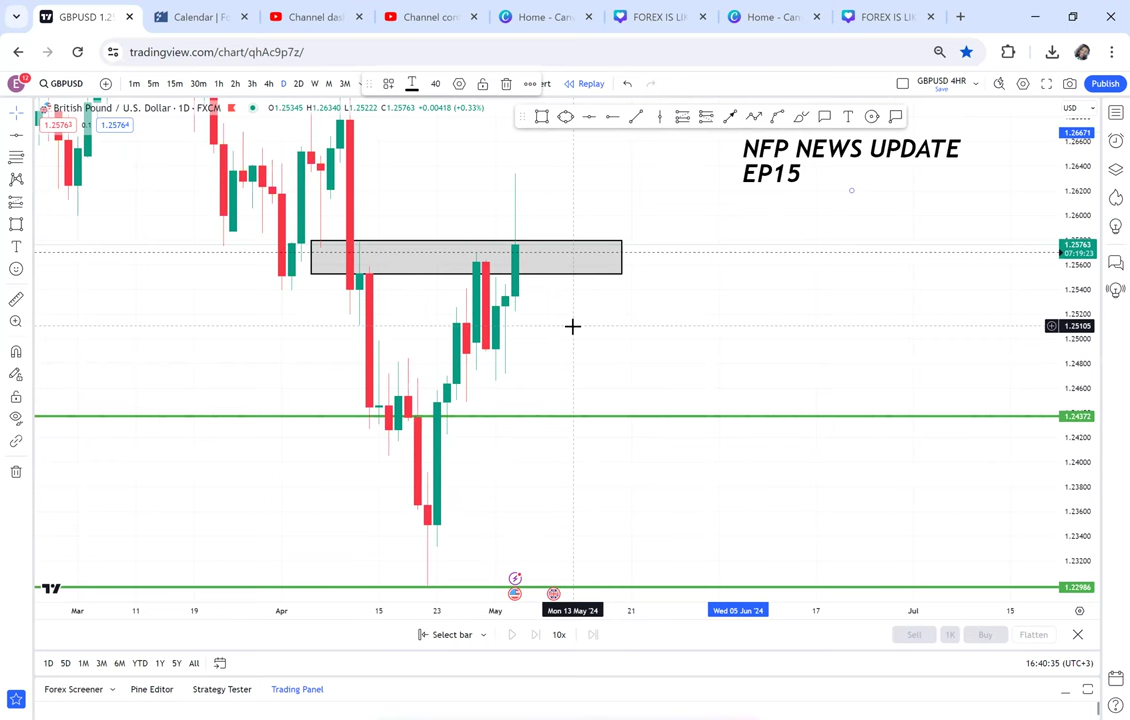 GBPUSD 1.25
Calendar | Fo
Channel das
Channel con
Home - Can
FOREX IS LIK
Home - Can
FOREX IS LIK
tradingview.com/chart/qhAc9p7z/
E
12
GBPUSD
1m 5m 15m 30m 1h 2h 3h 4h D 2D W M 3M
T
40
ert
Replay
GBPUSD 4HR
Save
Publish
British Pound / U.S. Dollar · 1D · FXCM
O1.25345 H1.26340 L1.25222 C1.25763 +0.00418 (+0.33%)
USD
1.25763
0.1
1.25764
NFP NEWS UPDATE
EP15
1.26671
1.26600
1.26400
1.26200
1.26000
1.25763
07:19:23
1.25600
1.25400
1.25200
1.25105
1.25000
1.24800
1.24600
1.24372
1.24200
1.24000
1.23800
1.23600
1.23400
1.23200
1.22986
Mar 11 19 Apr 15 23 May Mon 13 May '24 21 Wed 05 Jun '24 17 Jul 15
Select bar
10x
Sell 1K Buy Flatten
1D 5D 1M 3M 6M YTD 1Y 5Y All
16:40:35 (UTC+3)
Forex Screener Pine Editor Strategy Tester Trading Panel